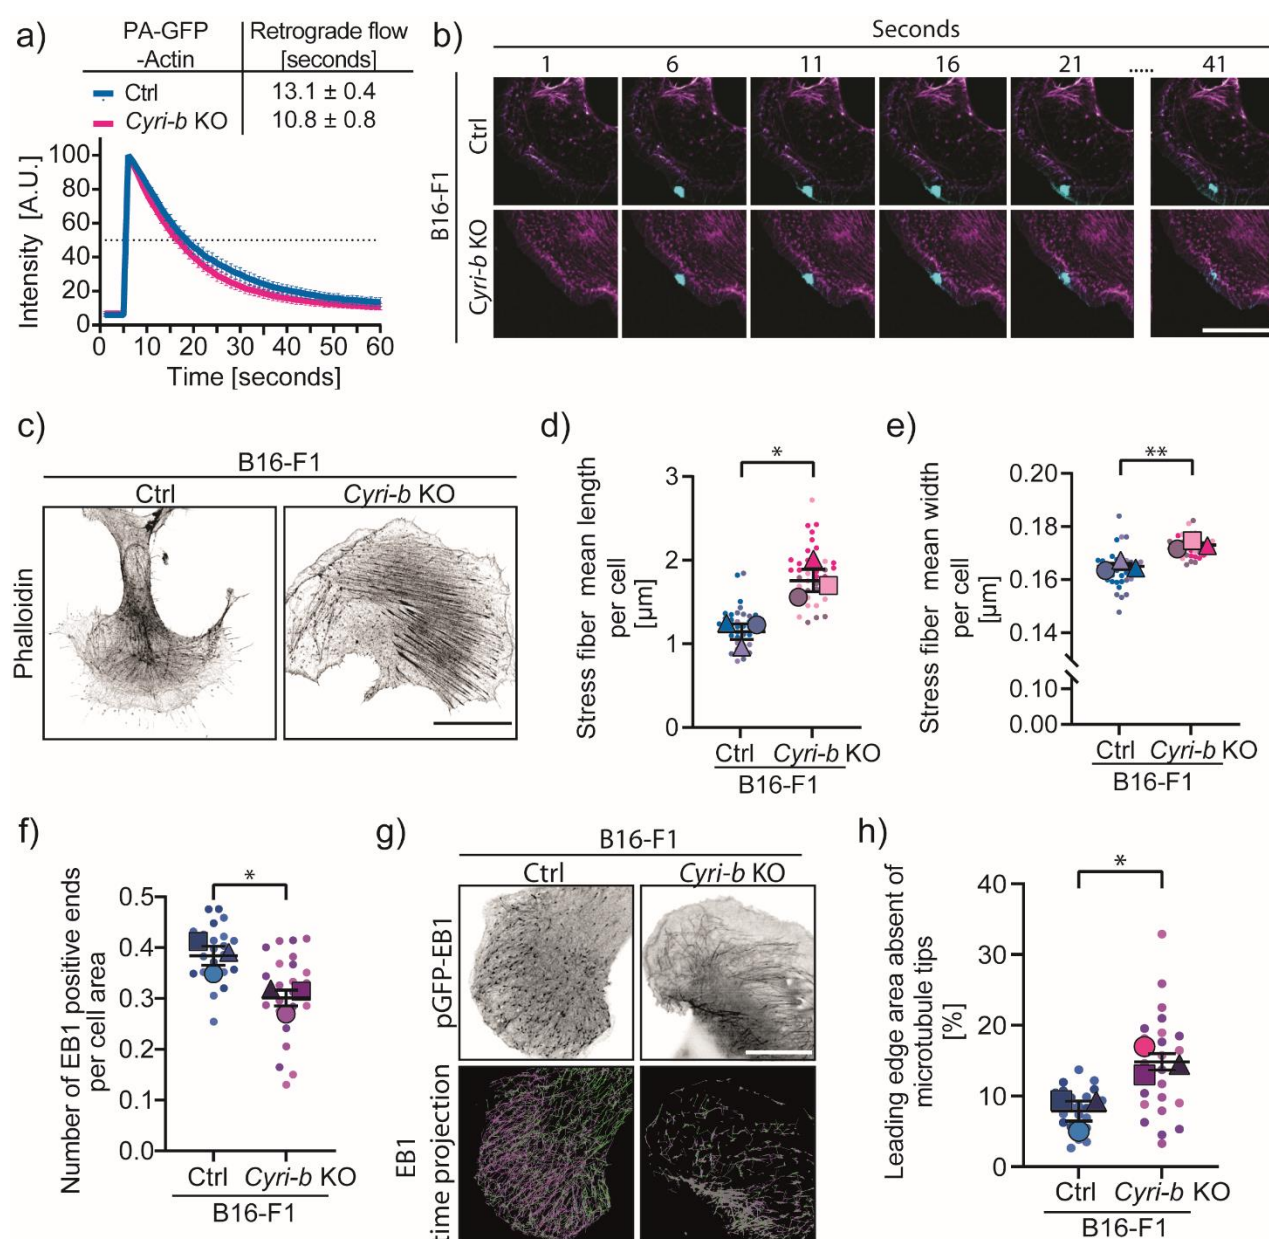 a)
PA-GFP
-Actin
Retrograde flow
[seconds]
Ctrl
13.1 ± 0.4
Cyri-b KO
10.8 ± 0.8
Intensity [A.U.]
100
80
60
40
20
0
0 10 20 30 40 50 60
Time [seconds]
b)
Seconds
1 6 11 16 21 ..... 41
B16-F1
Ctrl
Cyri-b KO
c)
B16-F1
Ctrl
Cyri-b KO
Phalloidin
d)
Stress fiber mean length
per cell
[µm]
*
3
2
1
0
Ctrl Cyri-b KO
B16-F1
e)
Stress fiber mean width
per cell
[µm]
**
0.20
0.18
0.16
0.14
0.10
0.00
Ctrl Cyri-b KO
B16-F1
f)
Number of EB1 positive ends
per cell area
*
0.5
0.4
0.3
0.2
0.1
0.0
Ctrl Cyri-b KO
B16-F1
g)
B16-F1
Ctrl
Cyri-b KO
pGFP-EB1
EB1
time projection
h)
Leading edge area absent of
microtubule tips
[%]
*
40
30
20
10
0
Ctrl Cyri-b KO
B16-F1